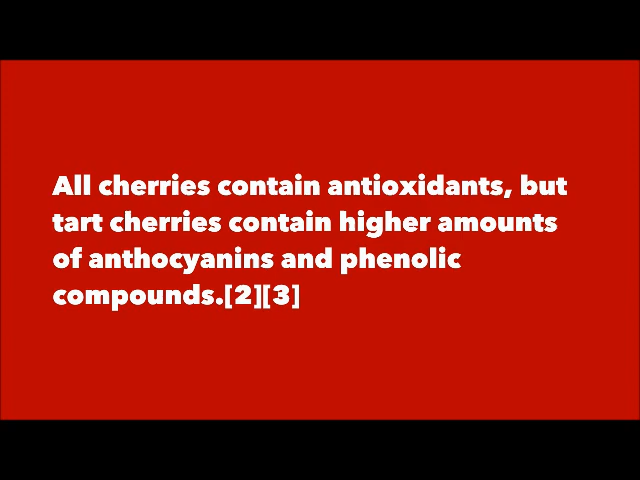 All cherries contain antioxidants, but
tart cherries contain higher amounts
of anthocyanins and phenolic
compounds.[2][3]